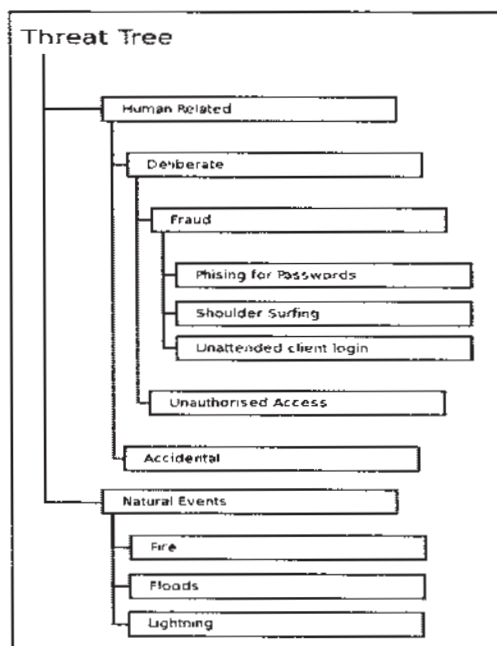 Threat Tree
Human Related
Deliberate
Fraud
Phising for Passwords
Shoulder Surfing
Unattended client login
Unauthorised Access
Accidental
Natural Events
Fire
Floods
Lightning